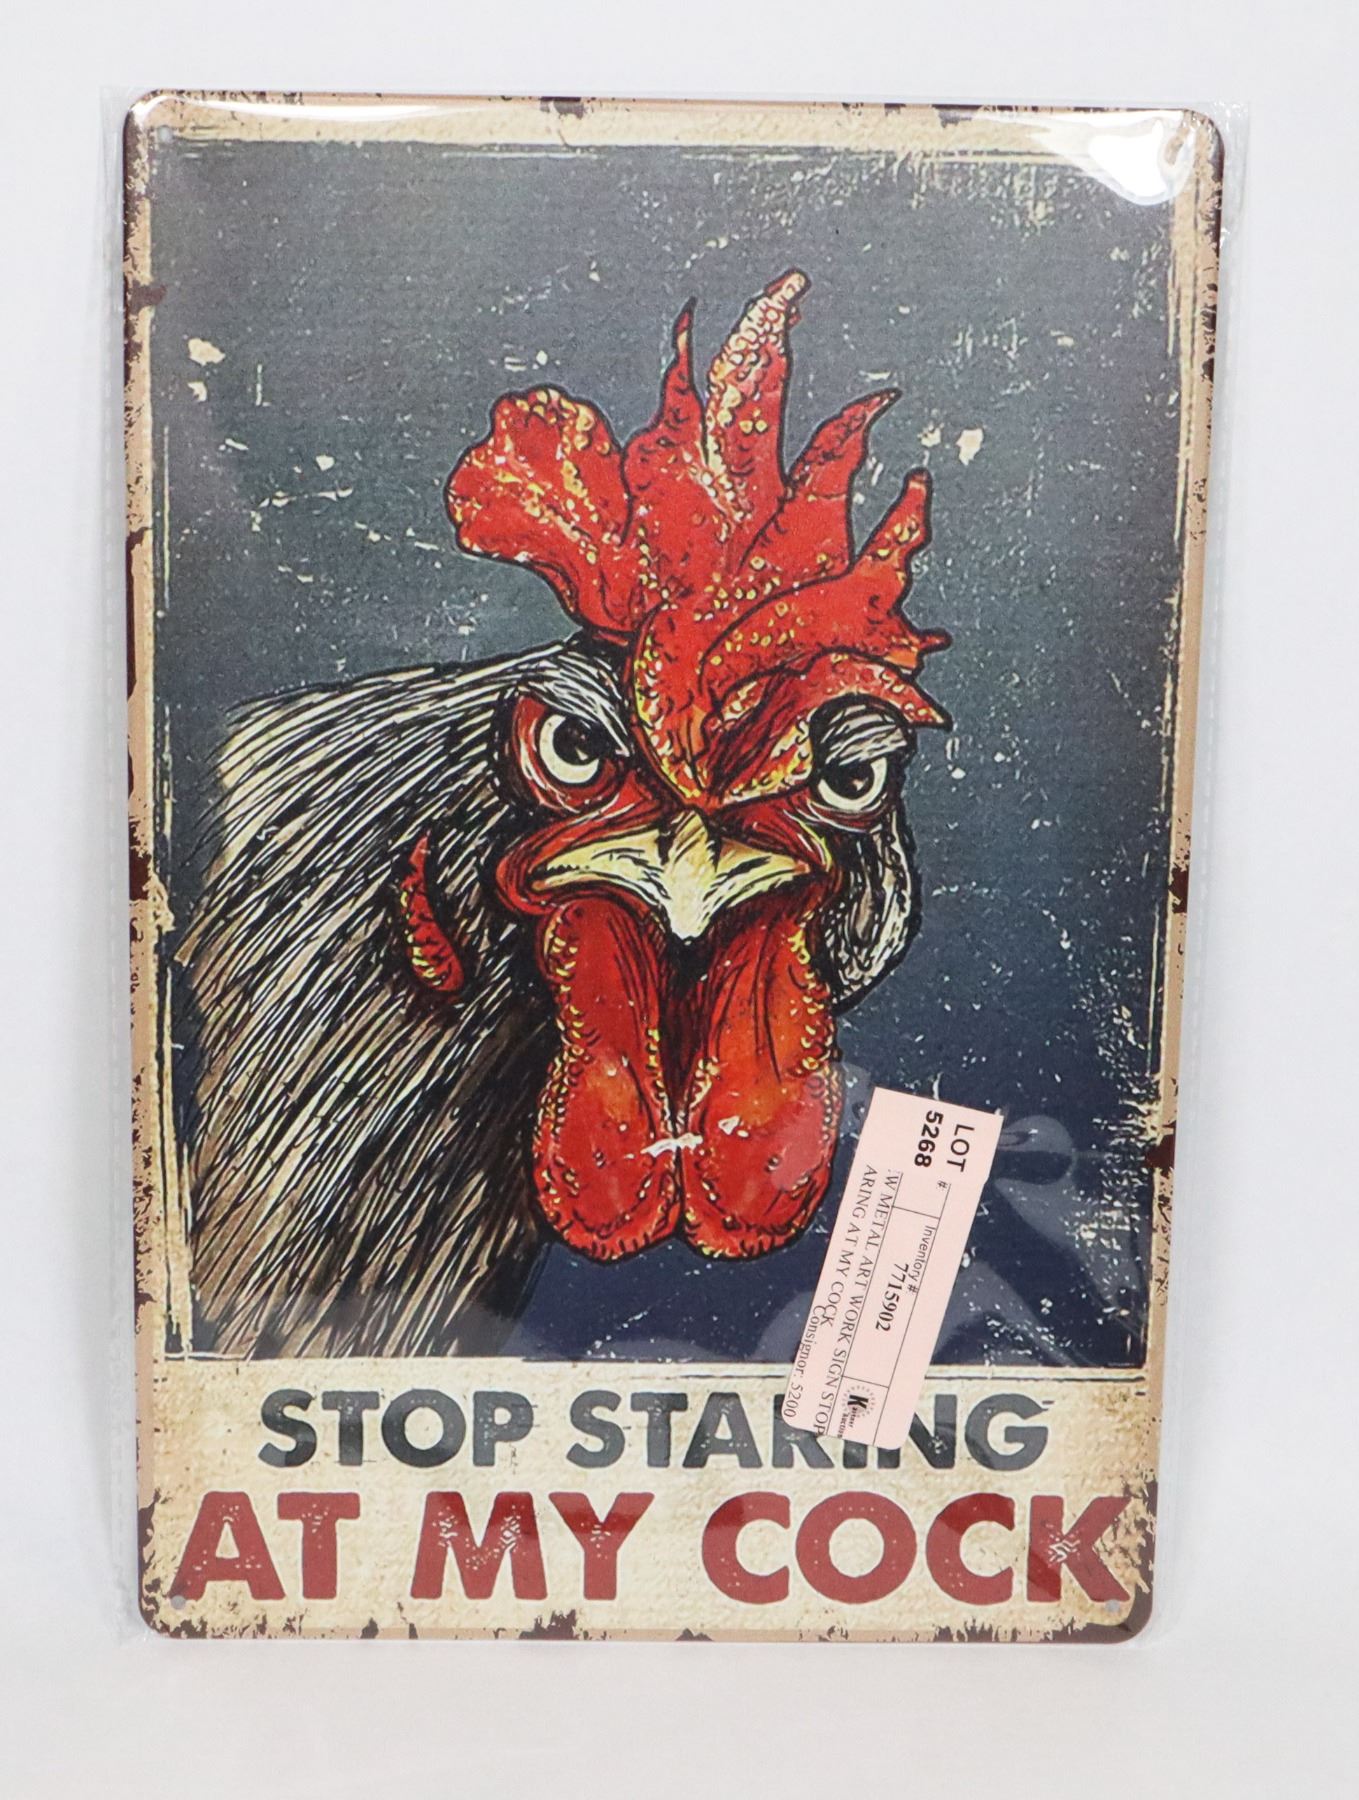 STOP STARING
AT MY COCK
LOT #
5268
Inventory #
7715902
W METAL ART WORK SIGN STOP
ARING AT MY COCK
Consignor: 5200